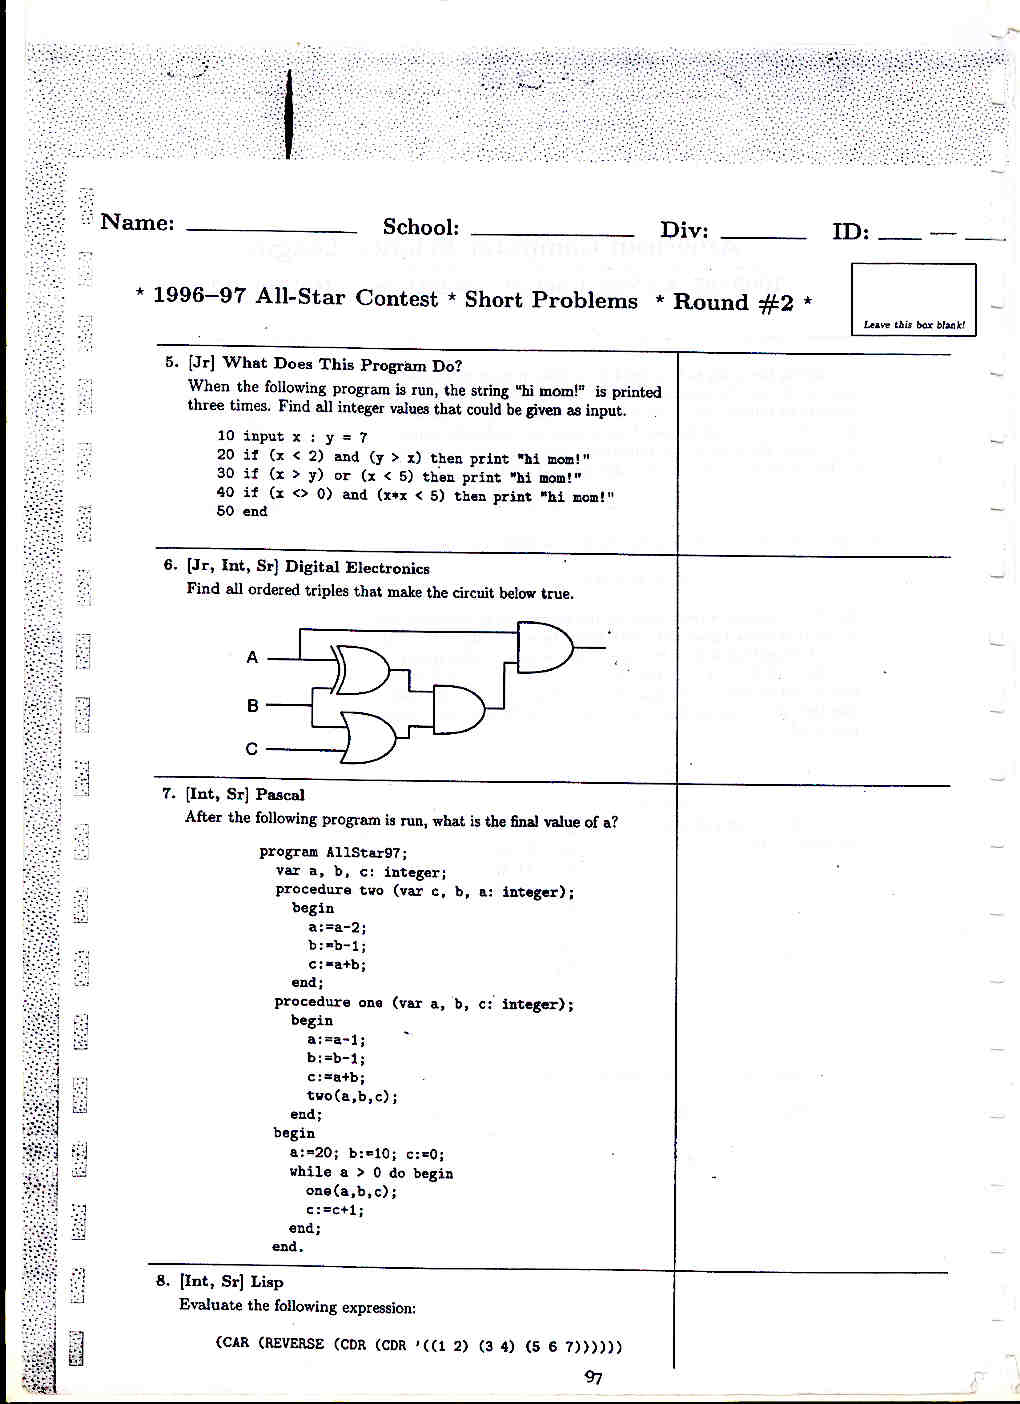 Name: School: Div: ID: —
* 1996–97 All-Star Contest * Short Problems * Round #2 *
Leave this box blank!
5. [Jr] What Does This Program Do?
When the following program is run, the string "hi mom!" is printed
three times. Find all integer values that could be given as input.
10 input x : y = 7
20 if (x < 2) and (y > x) then print "hi mom!"
30 if (x > y) or (x < 5) then print "hi mom!"
40 if (x <> 0) and (x*x < 5) then print "hi mom!"
50 end
6. [Jr, Int, Sr] Digital Electronics
Find all ordered triples that make the circuit below true.
A
B
C
7. [Int, Sr] Pascal
After the following program is run, what is the final value of a?
program AllStar97;
var a, b, c: integer;
procedure two (var c, b, a: integer);
begin
a:=a-2;
b:=b-1;
c:=a+b;
end;
procedure one (var a, b, c: integer);
begin
a:=a-1;
b:=b-1;
c:=a+b;
two(a,b,c);
end;
begin
a:=20; b:=10; c:=0;
while a > 0 do begin
one(a,b,c);
c:=c+1;
end;
end.
8. [Int, Sr] Lisp
Evaluate the following expression:
(CAR (REVERSE (CDR (CDR '((1 2) (3 4) (5 6 7))))))
97